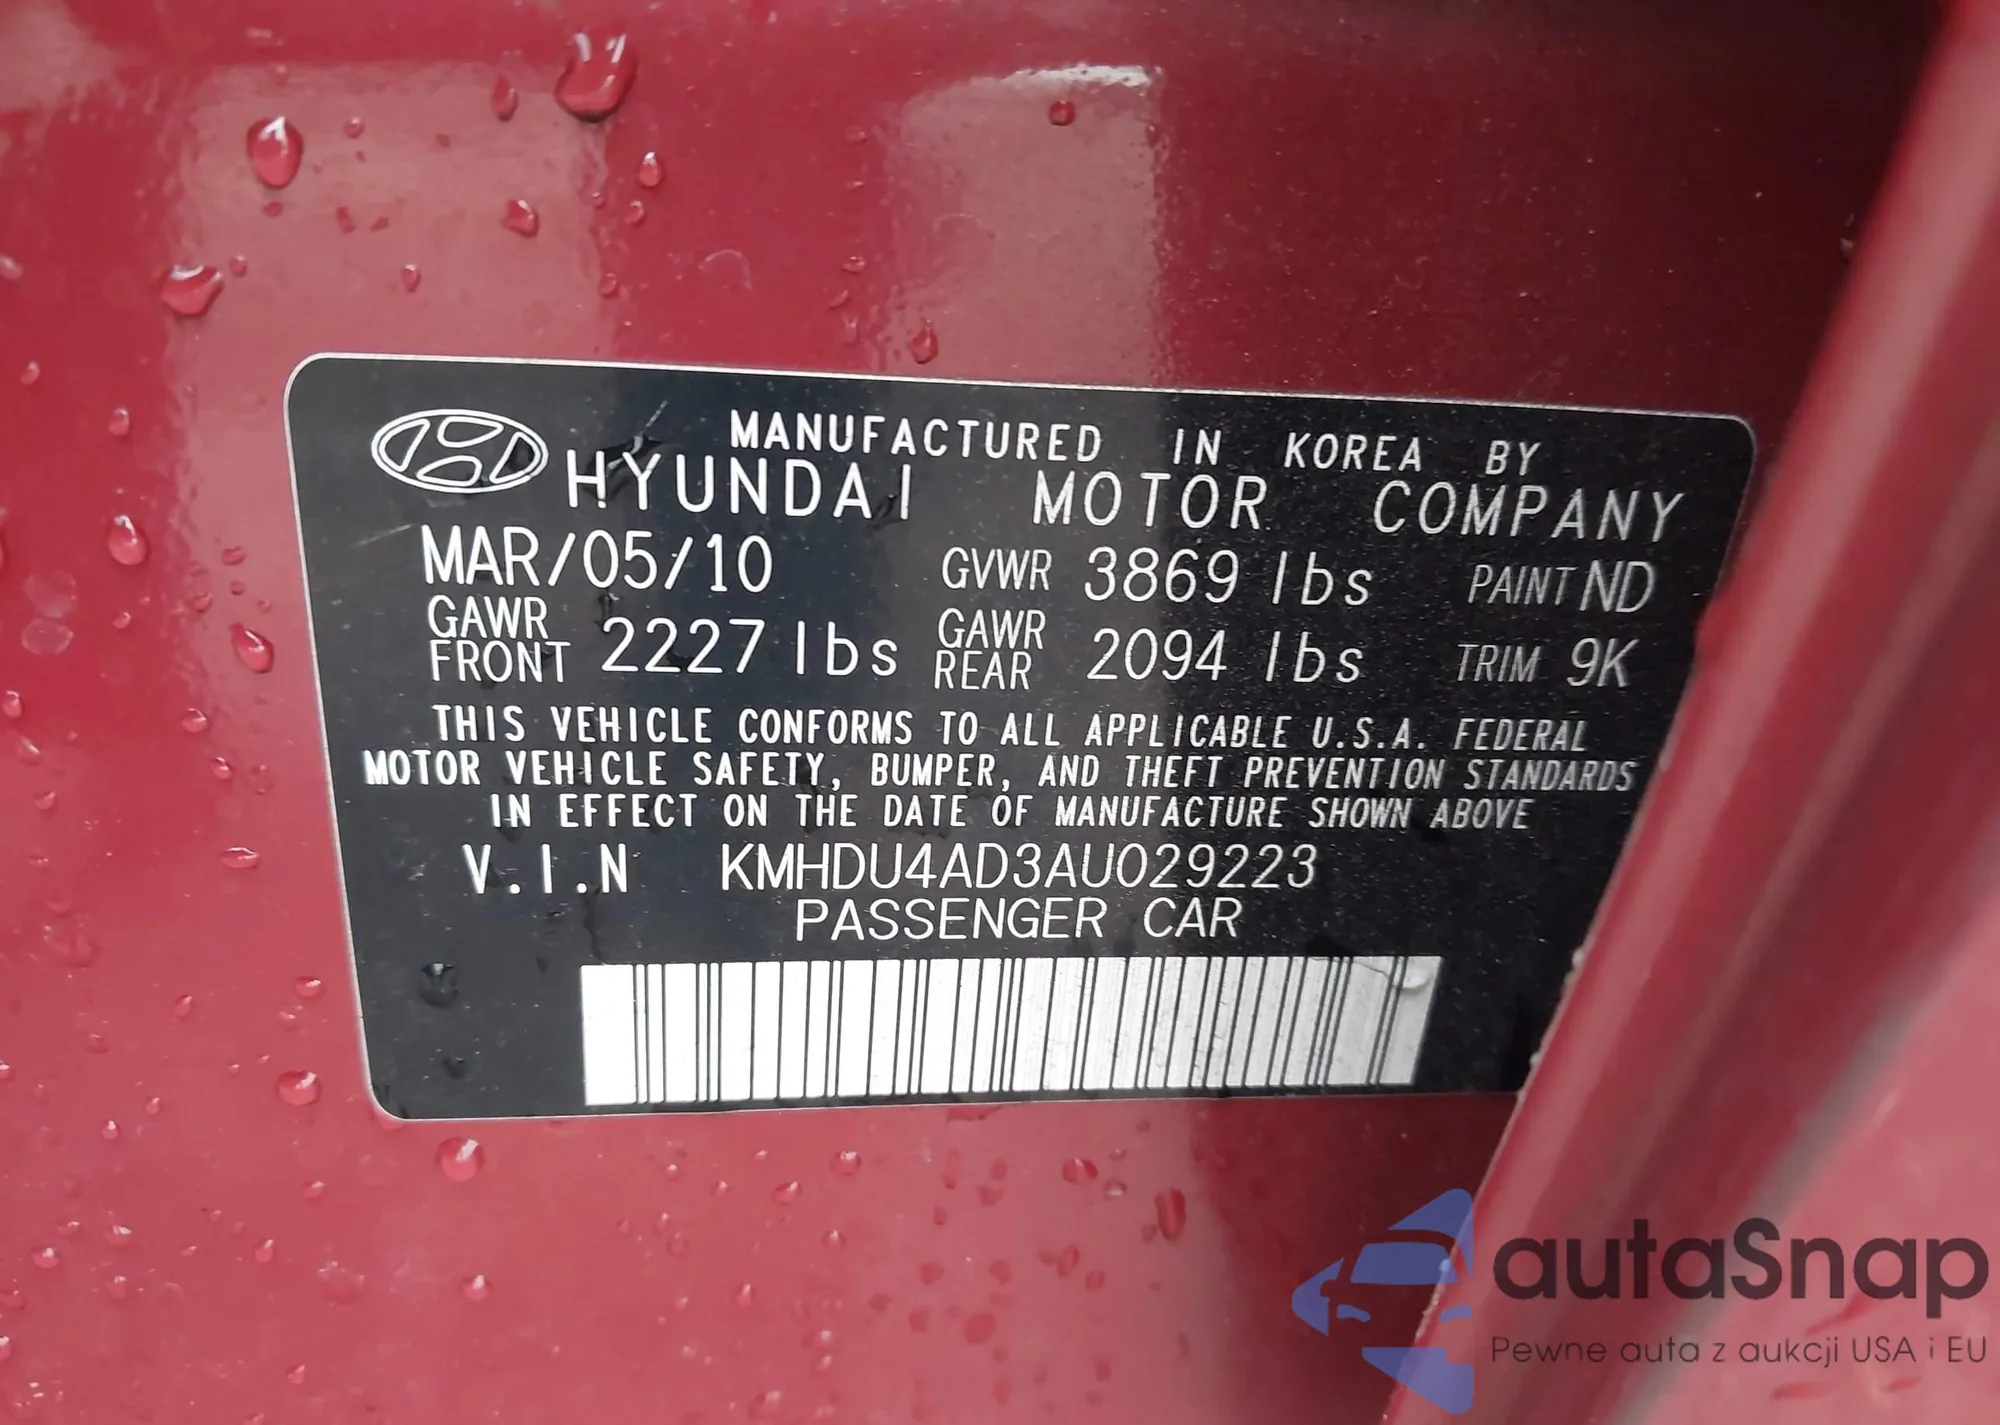 MANUFACTURED IN KOREA BY
HYUNDAI MOTOR COMPANY
MAR/05/10 GVWR 3869 lbs PAINT ND
GAWR FRONT 2227 lbs GAWR REAR 2094 lbs TRIM 9K
THIS VEHICLE CONFORMS TO ALL APPLICABLE U.S.A. FEDERAL
MOTOR VEHICLE SAFETY, BUMPER, AND THEFT PREVENTION STANDARDS
IN EFFECT ON THE DATE OF MANUFACTURE SHOWN ABOVE
V.I.N KMHDU4AD3AU029223
PASSENGER CAR
autaSnap
Pewne auta z aukcji USA i EU